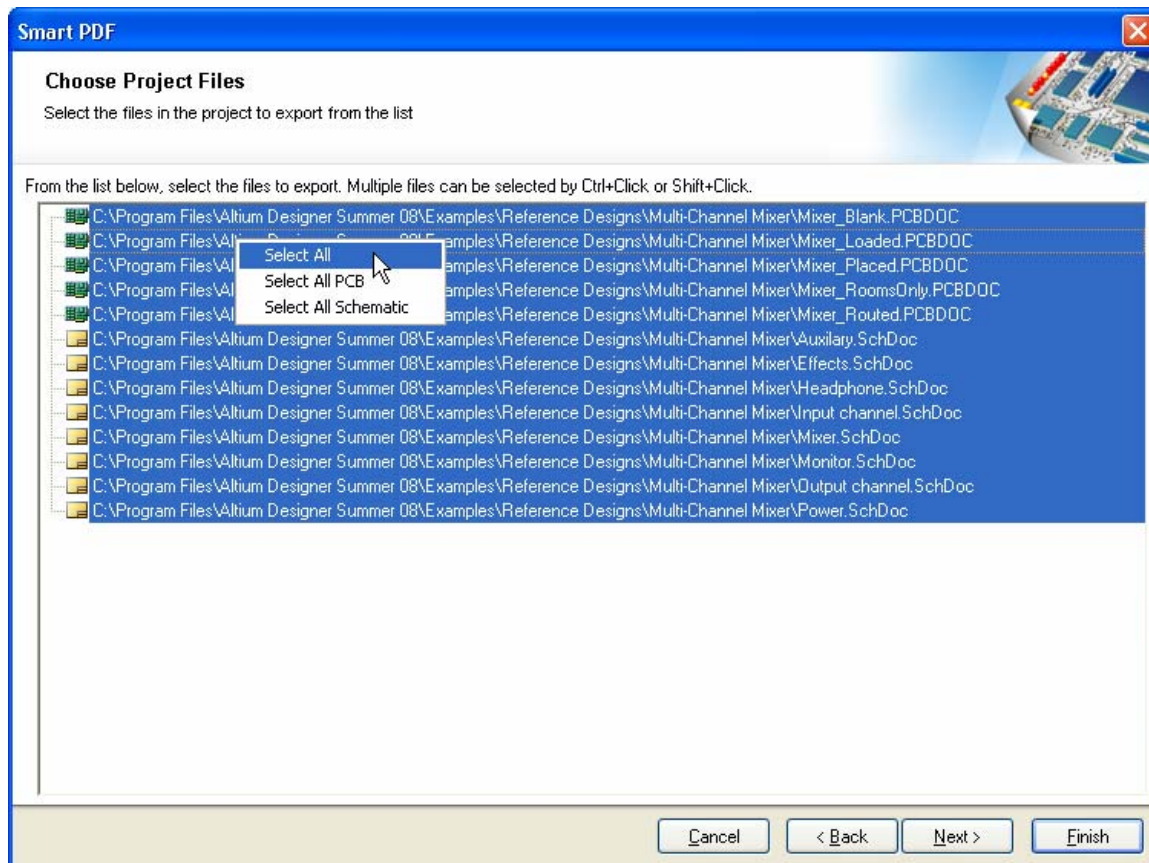 Smart PDF
Choose Project Files
Select the files in the project to export from the list
From the list below, select the files to export. Multiple files can be selected by Ctrl+Click or Shift+Click.
C:\Program Files\Altium Designer Summer 08\Examples\Reference Designs\Multi-Channel Mixer\Mixer_Blank.PCBDOC
C:\Program Files\Al amples\Reference Designs\Multi-Channel Mixer\Mixer_Loaded.PCBDOC
C:\Program Files\Al amples\Reference Designs\Multi-Channel Mixer\Mixer_Placed.PCBDOC
C:\Program Files\Al amples\Reference Designs\Multi-Channel Mixer\Mixer_RoomsOnly.PCBDOC
C:\Program Files\Al amples\Reference Designs\Multi-Channel Mixer\Mixer_Routed.PCBDOC
Select All
Select All PCB
Select All Schematic
C:\Program Files\Altium Designer Summer 08\Examples\Reference Designs\Multi-Channel Mixer\Auxilary.SchDoc
C:\Program Files\Altium Designer Summer 08\Examples\Reference Designs\Multi-Channel Mixer\Effects.SchDoc
C:\Program Files\Altium Designer Summer 08\Examples\Reference Designs\Multi-Channel Mixer\Headphone.SchDoc
C:\Program Files\Altium Designer Summer 08\Examples\Reference Designs\Multi-Channel Mixer\Input channel.SchDoc
C:\Program Files\Altium Designer Summer 08\Examples\Reference Designs\Multi-Channel Mixer\Mixer.SchDoc
C:\Program Files\Altium Designer Summer 08\Examples\Reference Designs\Multi-Channel Mixer\Monitor.SchDoc
C:\Program Files\Altium Designer Summer 08\Examples\Reference Designs\Multi-Channel Mixer\Output channel.SchDoc
C:\Program Files\Altium Designer Summer 08\Examples\Reference Designs\Multi-Channel Mixer\Power.SchDoc
Cancel
< Back
Next >
Finish